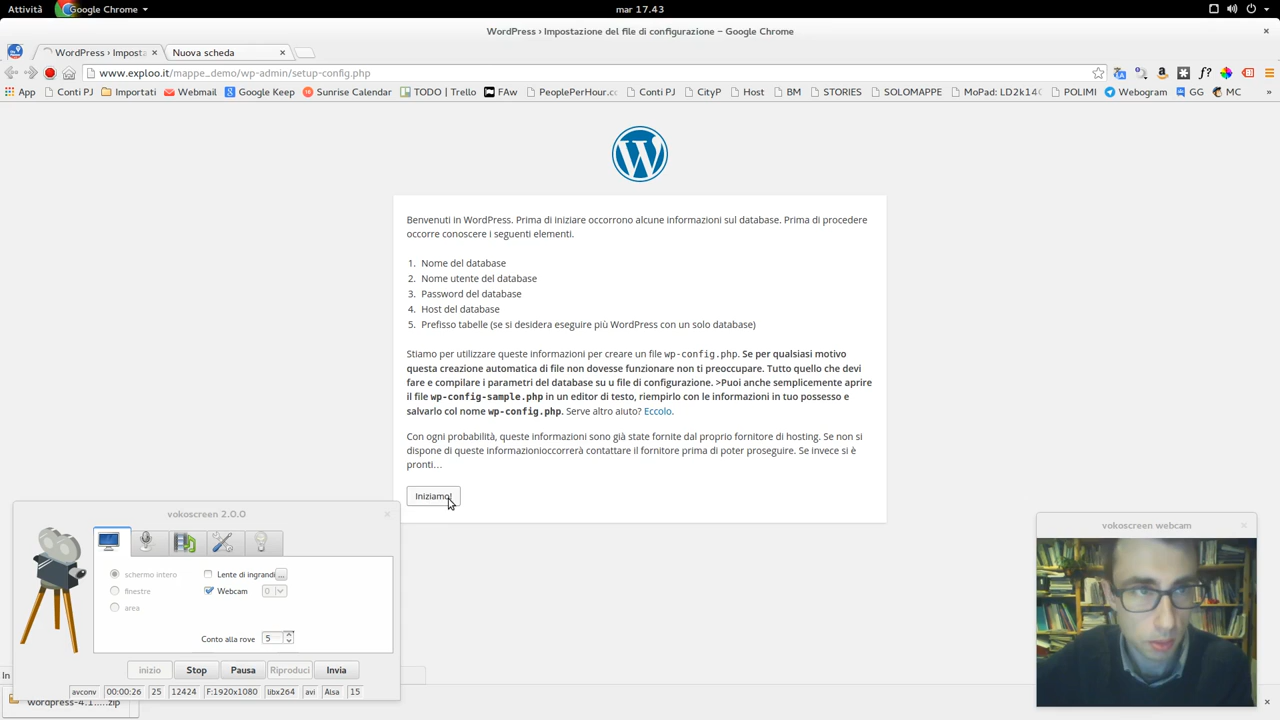 Attività
Google Chrome
mar 17.43
WordPress › Impostazione del file di configurazione – Google Chrome
WordPress › Imposta
Nuova scheda
www.exploo.it/mappe_demo/wp-admin/setup-config.php
App
Conti PJ
Importati
Webmail
Google Keep
Sunrise Calendar
TODO | Trello
FAw
PeoplePerHour.cc
Conti PJ
CityP
Host
BM
STORIES
SOLOMAPPE
MoPad: LD2k14
POLIMI
Webogram
GG
MC
»
Benvenuti in WordPress. Prima di iniziare occorrono alcune informazioni sul database. Prima di procedere
occorre conoscere i seguenti elementi.
1. Nome del database
2. Nome utente del database
3. Password del database
4. Host del database
5. Prefisso tabelle (se si desidera eseguire più WordPress con un solo database)
Stiamo per utilizzare queste informazioni per creare un file wp-config.php. Se per qualsiasi motivo
questa creazione automatica di file non dovesse funzionare non ti preoccupare. Tutto quello che devi
fare e compilare i parametri del database su u file di configurazione. >Puoi anche semplicemente aprire
il file wp-config-sample.php in un editor di testo, riempirlo con le informazioni in tuo possesso e
salvarlo col nome wp-config.php. Serve altro aiuto? Eccolo.
Con ogni probabilità, queste informazioni sono già state fornite dal proprio fornitore di hosting. Se non si
dispone di queste informazionioccorrerà contattare il fornitore prima di poter proseguire. Se invece si è
pronti…
Iniziamo!
vokoscreen 2.0.0
schermo intero
Lente di ingrandi ...
finestre
Webcam
0
area
Conto alla rove
5
inizio
Stop
Pausa
Riproduci
Invia
avconv
00:00:26
25
12424
F:1920x1080
libx264
avi
Alsa
15
In
wordpress-4.1.....zip
vokoscreen webcam